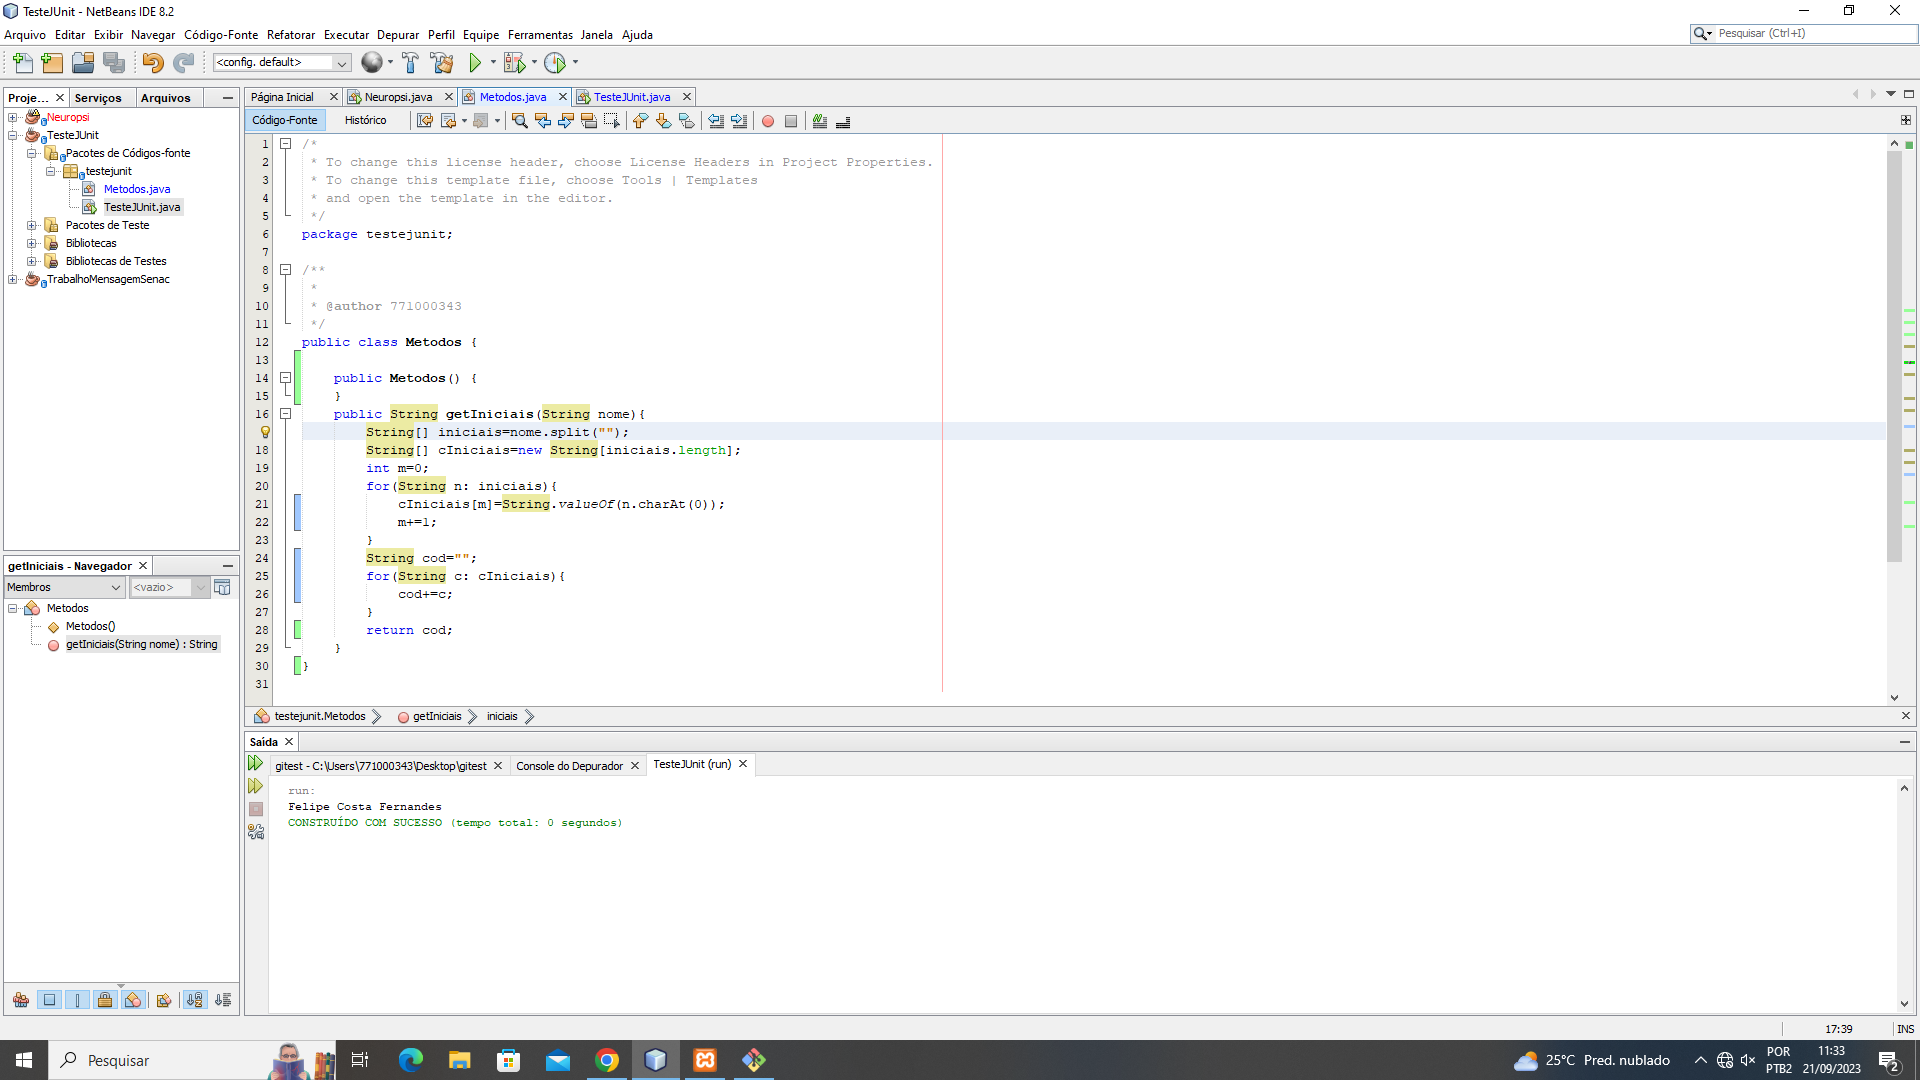 TesteJUnit - NetBeans IDE 8.2
Arquivo Editar Exibir Navegar Código-Fonte Refatorar Executar Depurar Perfil Equipe Ferramentas Janela Ajuda
Pesquisar (Ctrl+I)
<config. default>
Proje... Serviços Arquivos
Neuropsi
TesteJUnit
Pacotes de Códigos-fonte
testejunit
Metodos.java
TesteJUnit.java
Pacotes de Teste
Bibliotecas
Bibliotecas de Testes
TrabalhoMensagemSenac
getIniciais - Navegador
Membros <vazio>
Metodos
Metodos()
getIniciais(String nome) : String
Página Inicial Neuropsi.java Metodos.java TesteJUnit.java
Código-Fonte Histórico
1 /*
2 * To change this license header, choose License Headers in Project Properties.
3 * To change this template file, choose Tools | Templates
4 * and open the template in the editor.
5 */
6 package testejunit;
7
8 /**
9 *
10 * @author 771000343
11 */
12 public class Metodos {
13
14 public Metodos() {
15 }
16 public String getIniciais(String nome){
String[] iniciais=nome.split("");
18 String[] cIniciais=new String[iniciais.length];
19 int m=0;
20 for(String n: iniciais){
21 cIniciais[m]=String.valueOf(n.charAt(0));
22 m+=1;
23 }
24 String cod="";
25 for(String c: cIniciais){
26 cod+=c;
27 }
28 return cod;
29 }
30 }
31
testejunit.Metodos getIniciais iniciais
Saída
gitest - C:\Users\771000343\Desktop\gitest Console do Depurador TesteJUnit (run)
run:
Felipe Costa Fernandes
CONSTRUÍDO COM SUCESSO (tempo total: 0 segundos)
17:39 INS
Pesquisar
25°C Pred. nublado
POR
PTB2
11:33
21/09/2023
2